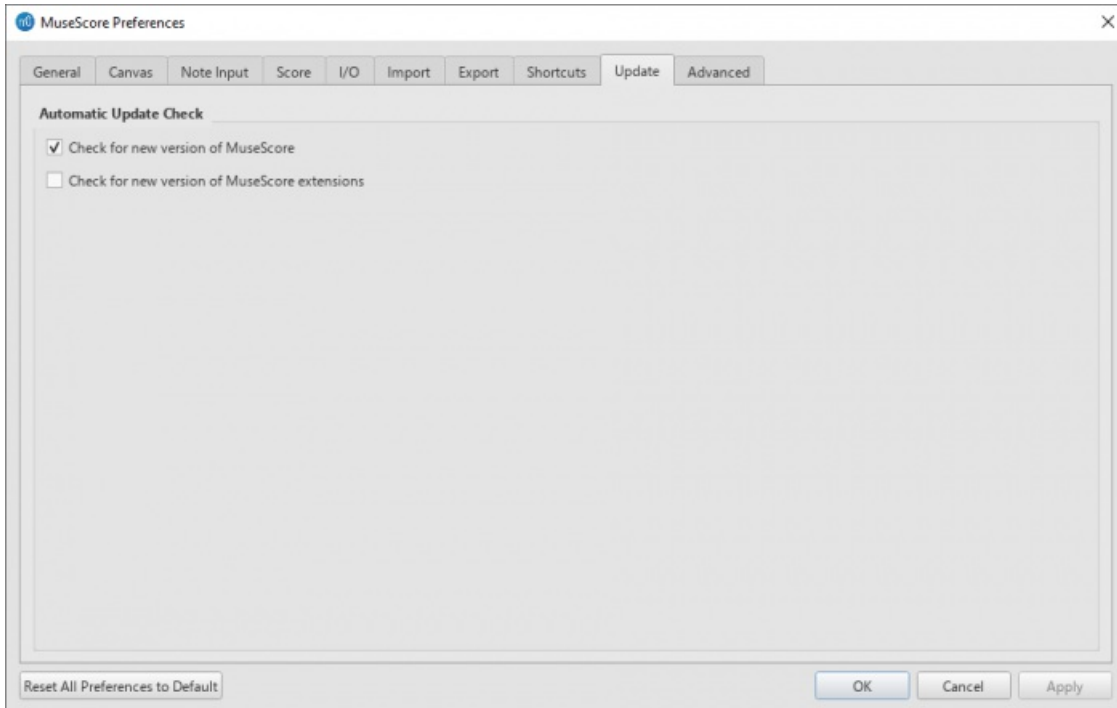 MuseScore Preferences
General Canvas Note Input Score I/O Import Export Shortcuts Update Advanced
Automatic Update Check
Check for new version of MuseScore
Check for new version of MuseScore extensions
Reset All Preferences to Default OK Cancel Apply